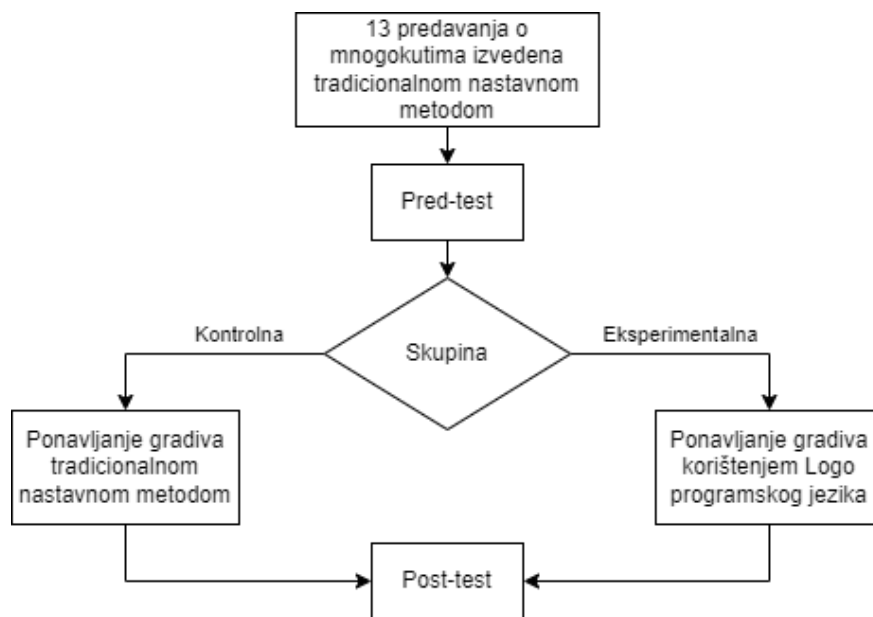 13 predavanja o
mnogokutima izvedena
tradicionalnom nastavnom
metodom
Pred-test
Kontrolna
Skupina
Eksperimentalna
Ponavljanje gradiva
tradicionalnom
nastavnom metodom
Ponavljanje gradiva
korištenjem Logo
programskog jezika
Post-test